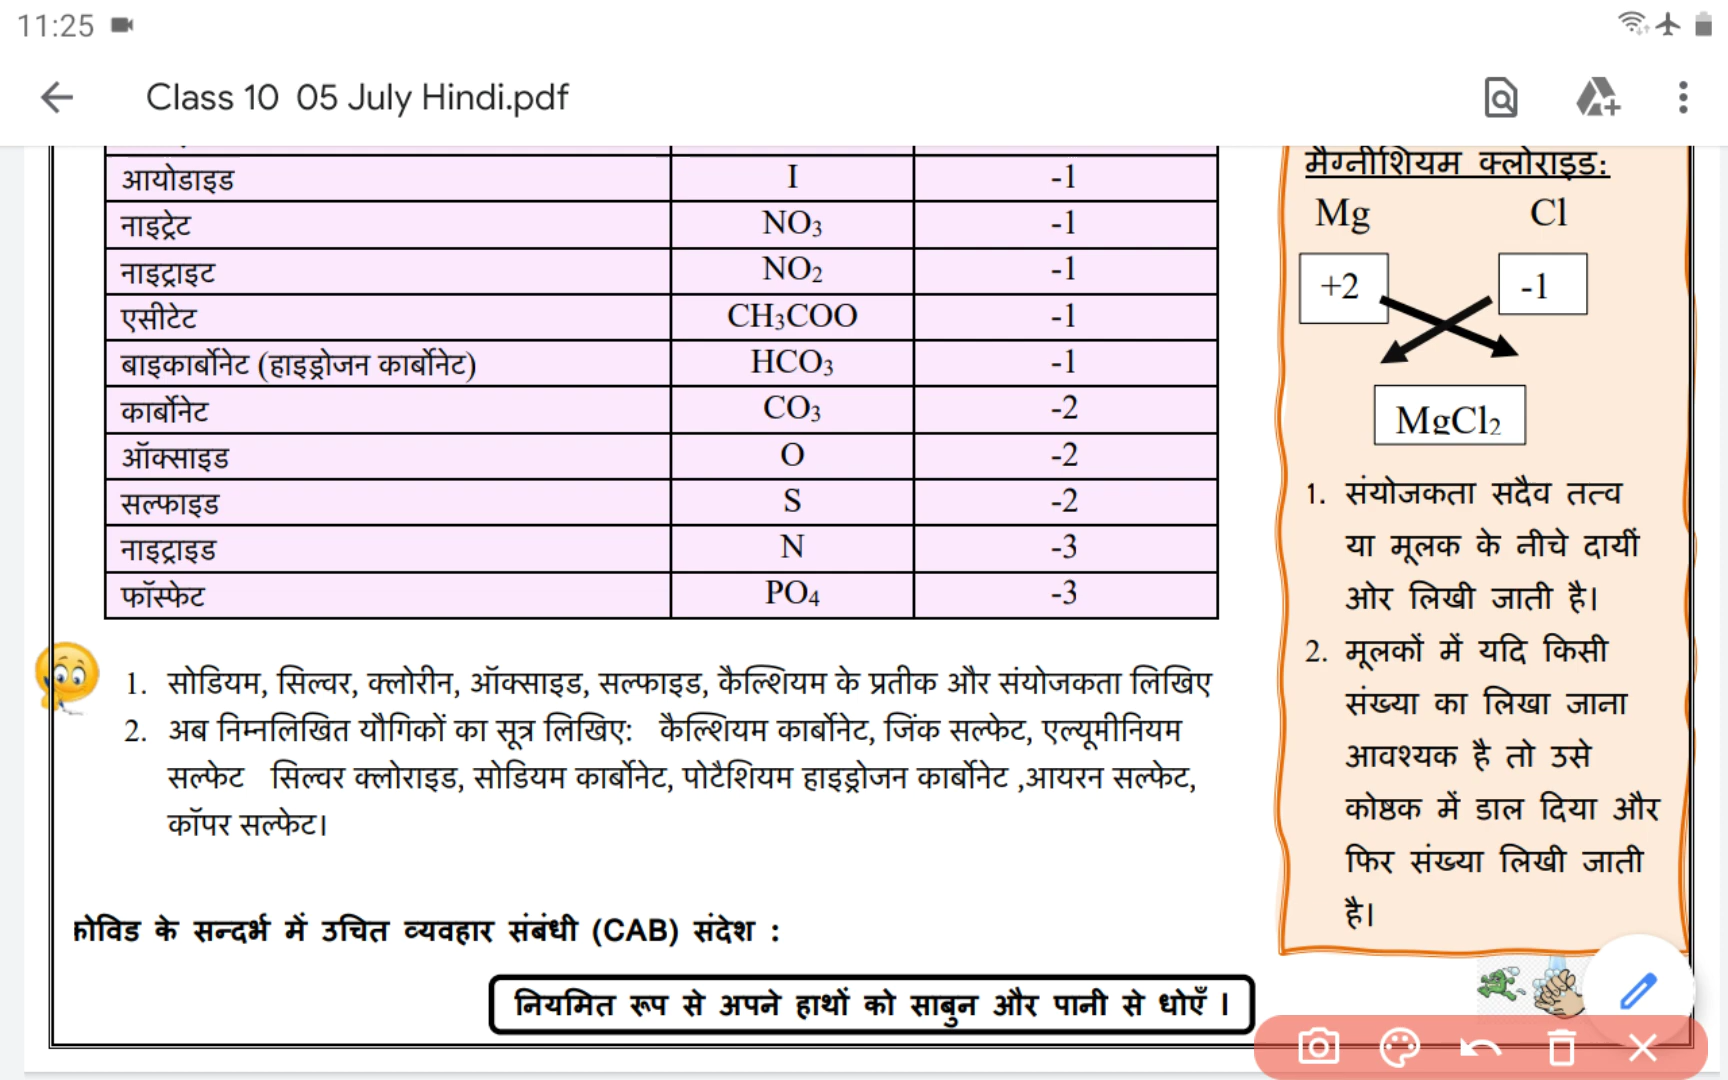 11:25
Class 10 05 July Hindi.pdf
आयोडाइड I -1
नाइट्रेट NO3 -1
नाइट्राइट NO2 -1
एसीटेट CH3COO -1
बाइकार्बोनेट (हाइड्रोजन कार्बोनेट) HCO3 -1
कार्बोनेट CO3 -2
ऑक्साइड O -2
सल्फाइड S -2
नाइट्राइड N -3
फॉस्फेट PO4 -3
1. सोडियम, सिल्वर, क्लोरीन, ऑक्साइड, सल्फाइड, कैल्शियम के प्रतीक और संयोजकता लिखिए
2. अब निम्नलिखित यौगिकों का सूत्र लिखिए: कैल्शियम कार्बोनेट, जिंक सल्फेट, एल्यूमीनियम
सल्फेट सिल्वर क्लोराइड, सोडियम कार्बोनेट, पोटैशियम हाइड्रोजन कार्बोनेट ,आयरन सल्फेट,
कॉपर सल्फेट।
मैग्नीशियम क्लोराइड:
Mg Cl
+2 -1
MgCl2
1. संयोजकता सदैव तत्व
या मूलक के नीचे दायीं
ओर लिखी जाती है।
2. मूलकों में यदि किसी
संख्या का लिखा जाना
आवश्यक है तो उसे
कोष्ठक में डाल दिया और
फिर संख्या लिखी जाती
है।
कोविड के सन्दर्भ में उचित व्यवहार संबंधी (CAB) संदेश :
नियमित रूप से अपने हाथों को साबुन और पानी से धोएँ ।